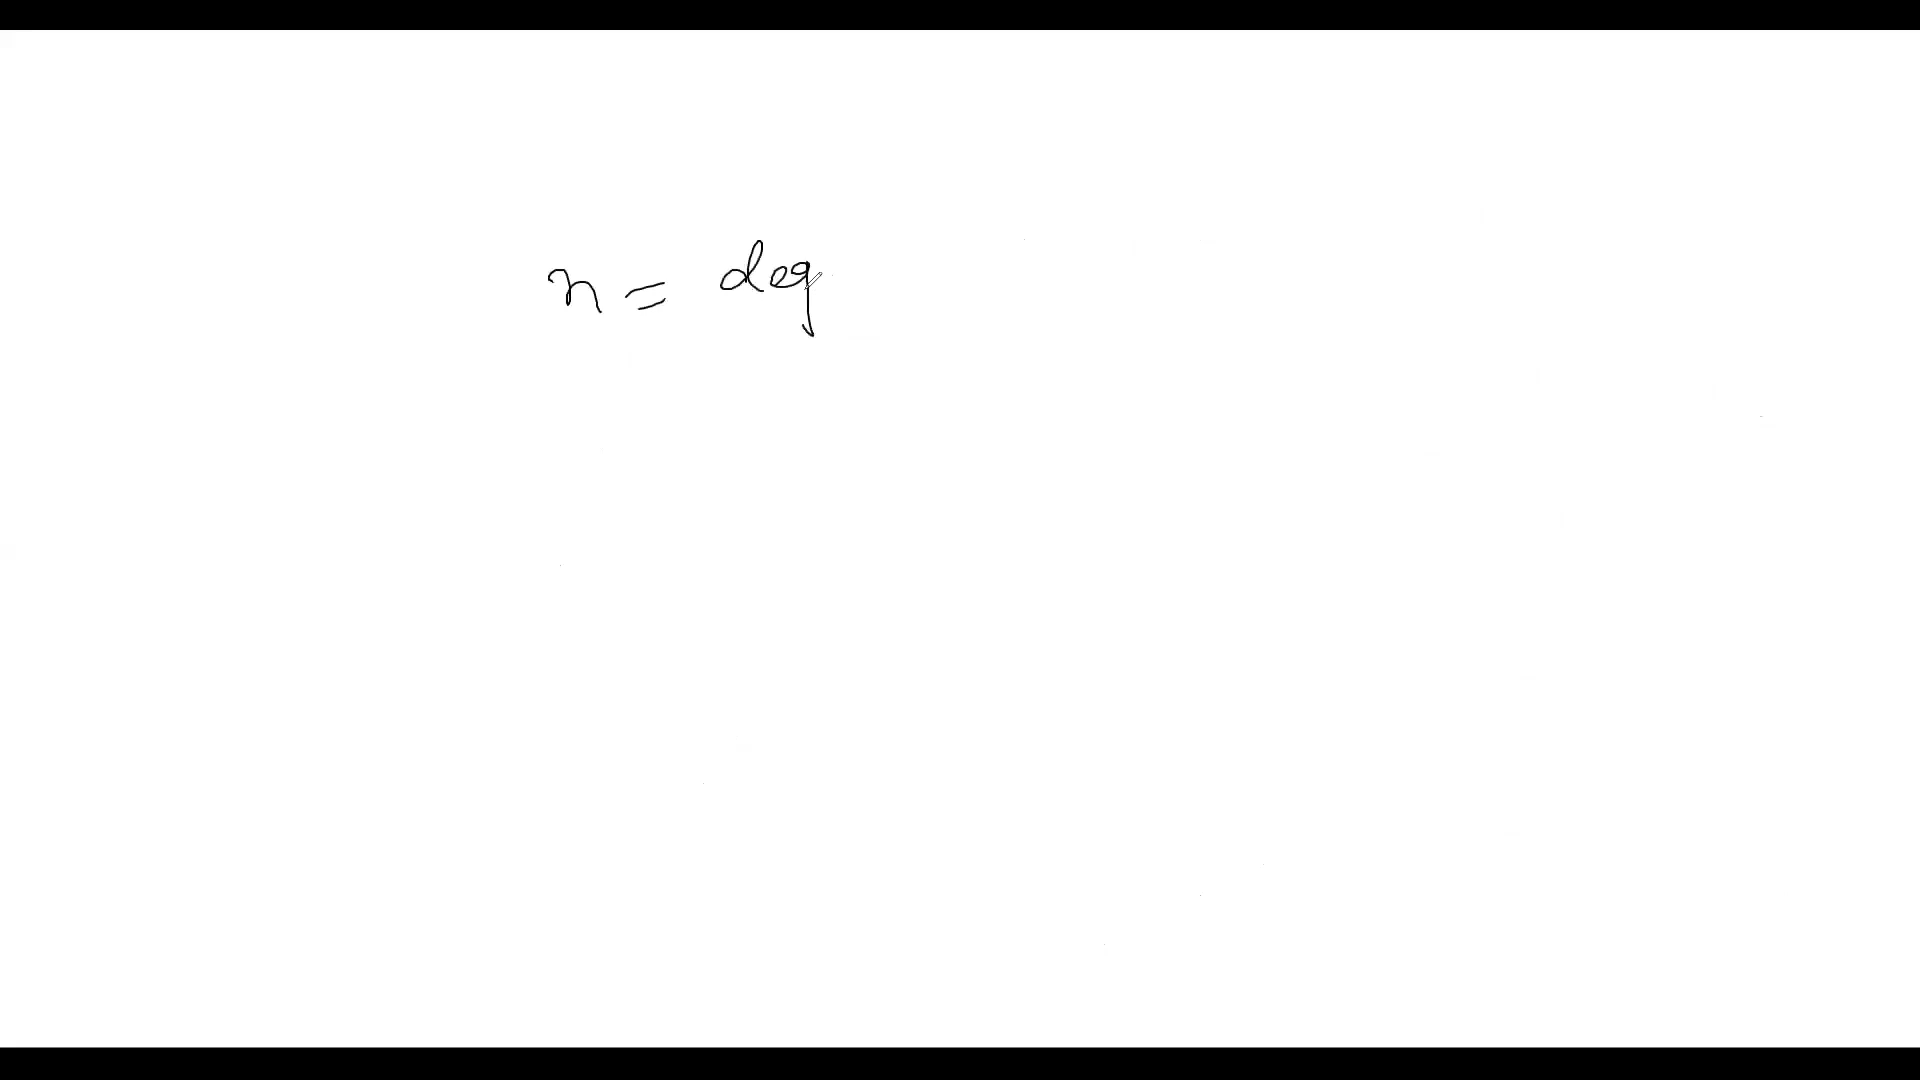 n = deg